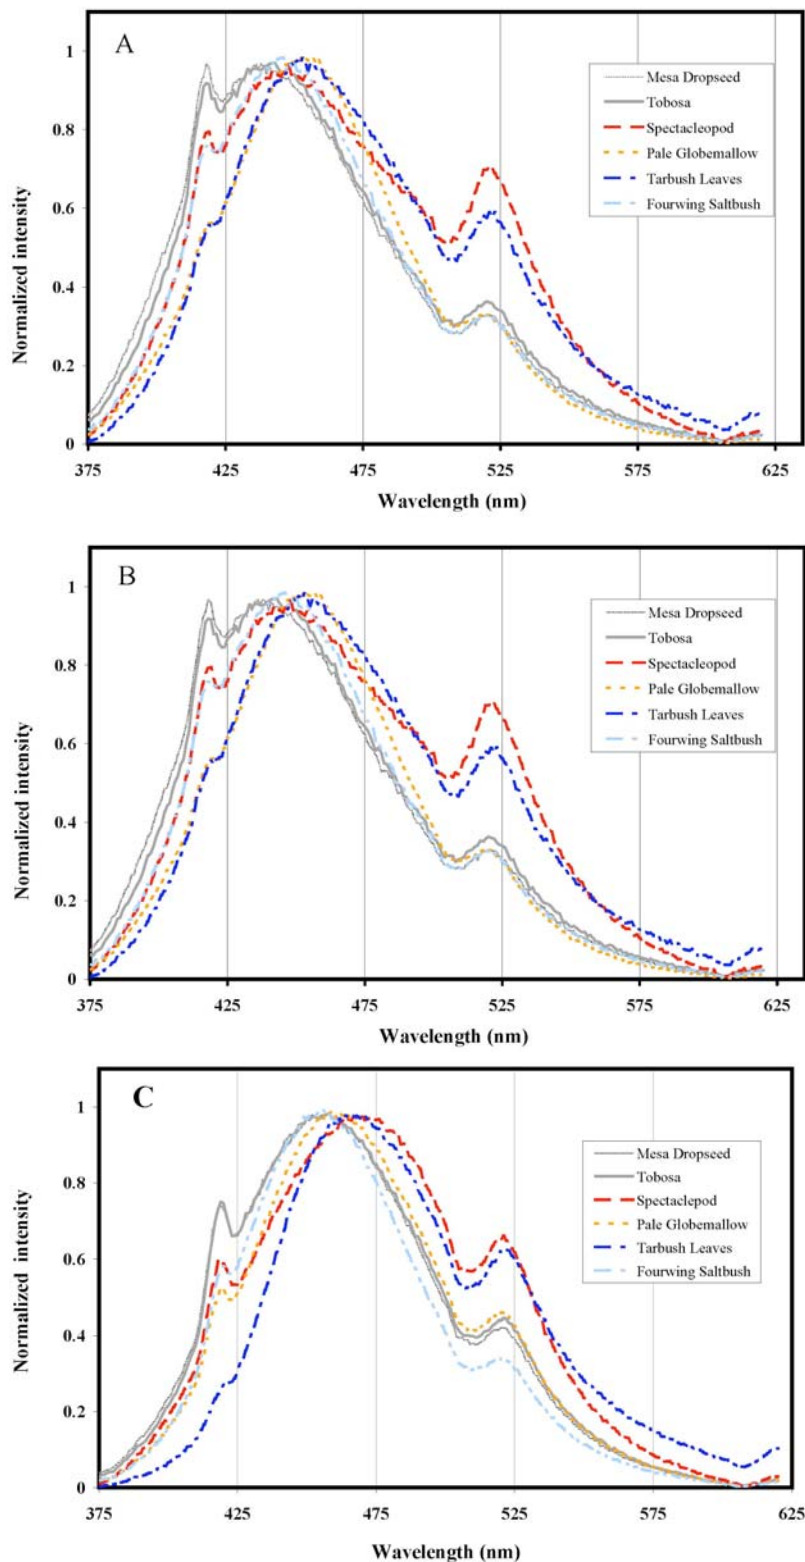 A
1
0.8
0.6
0.4
0.2
0
Normalized intensity
375
425
475
525
575
625
Wavelength (nm)
Mesa Dropseed
Tobosa
Spectacleopod
Pale Globemallow
Tarbush Leaves
Fourwing Saltbush
B
1
0.8
0.6
0.4
0.2
0
Normalized intensity
375
425
475
525
575
625
Wavelength (nm)
Mesa Dropseed
Tobosa
Spectacleopod
Pale Globemallow
Tarbush Leaves
Fourwing Saltbush
C
1
0.8
0.6
0.4
0.2
0
Normalized intensity
375
425
475
525
575
625
Wavelength (nm)
Mesa Dropseed
Tobosa
Spectaclepod
Pale Globemallow
Tarbush Leaves
Fourwing Saltbush